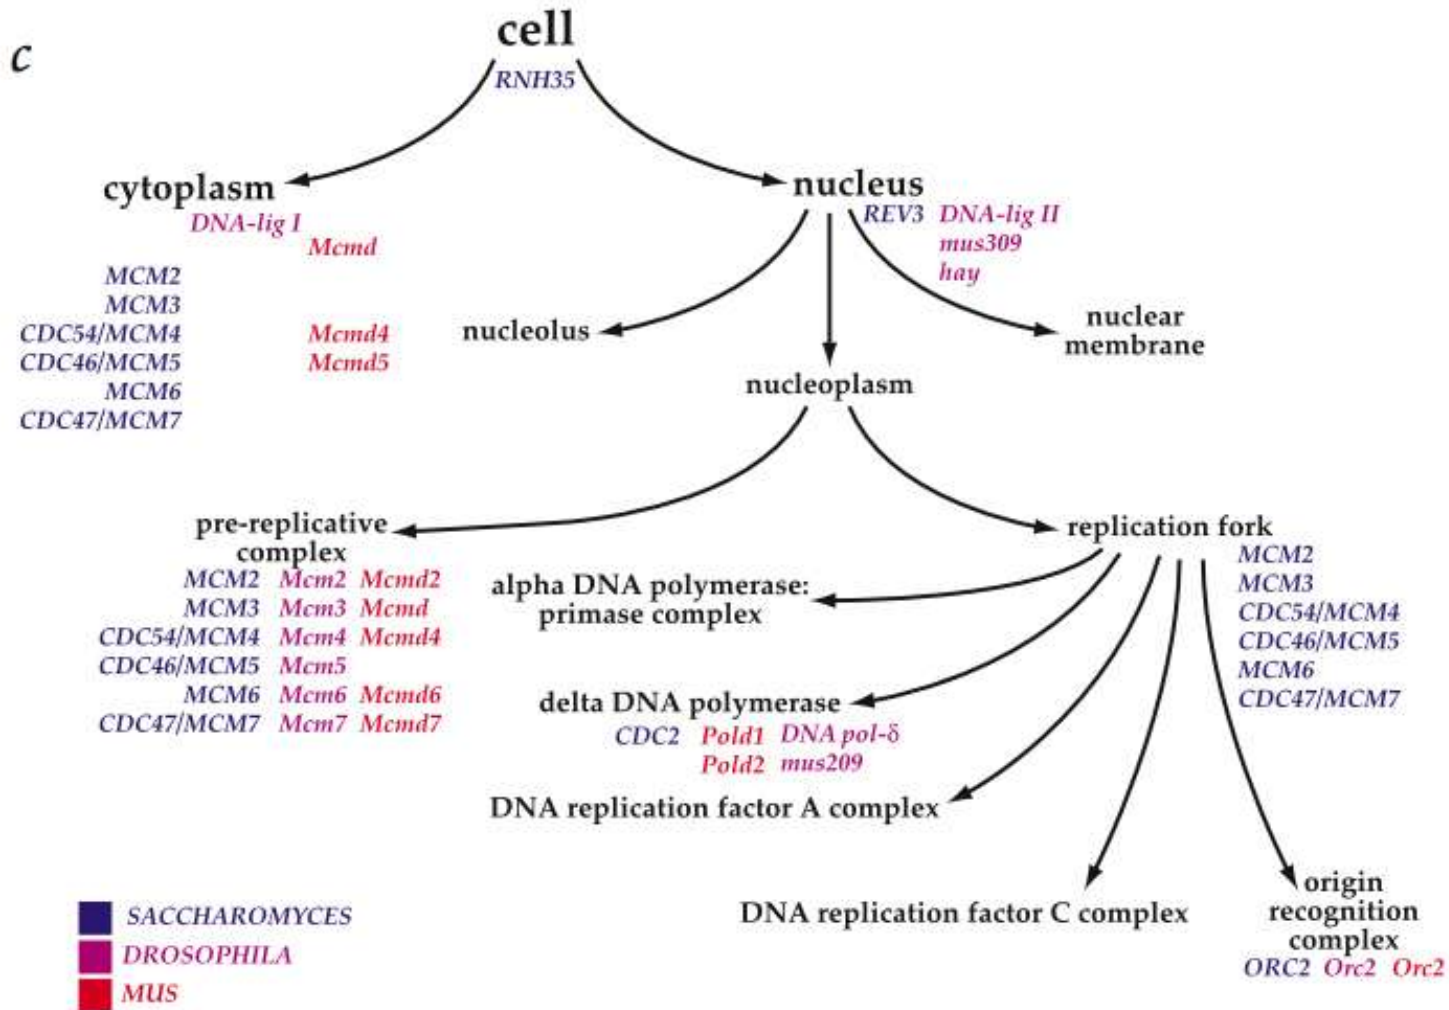 c
cell
RNH35
cytoplasm
DNA-lig I
Mcmd
MCM2
MCM3
CDC54/MCM4 Mcmd4
CDC46/MCM5 Mcmd5
MCM6
CDC47/MCM7
nucleus
REV3 DNA-lig II
mus309
hay
nucleolus
nuclear
membrane
nucleoplasm
pre-replicative
complex
MCM2 Mcm2 Mcmd2
MCM3 Mcm3 Mcmd
CDC54/MCM4 Mcm4 Mcmd4
CDC46/MCM5 Mcm5
MCM6 Mcm6 Mcmd6
CDC47/MCM7 Mcm7 Mcmd7
replication fork
MCM2
MCM3
CDC54/MCM4
CDC46/MCM5
MCM6
CDC47/MCM7
alpha DNA polymerase:
primase complex
delta DNA polymerase
CDC2 Pold1 DNA pol-δ
Pold2 mus209
DNA replication factor A complex
DNA replication factor C complex
origin
recognition
complex
ORC2 Orc2 Orc2
SACCHAROMYCES
DROSOPHILA
MUS